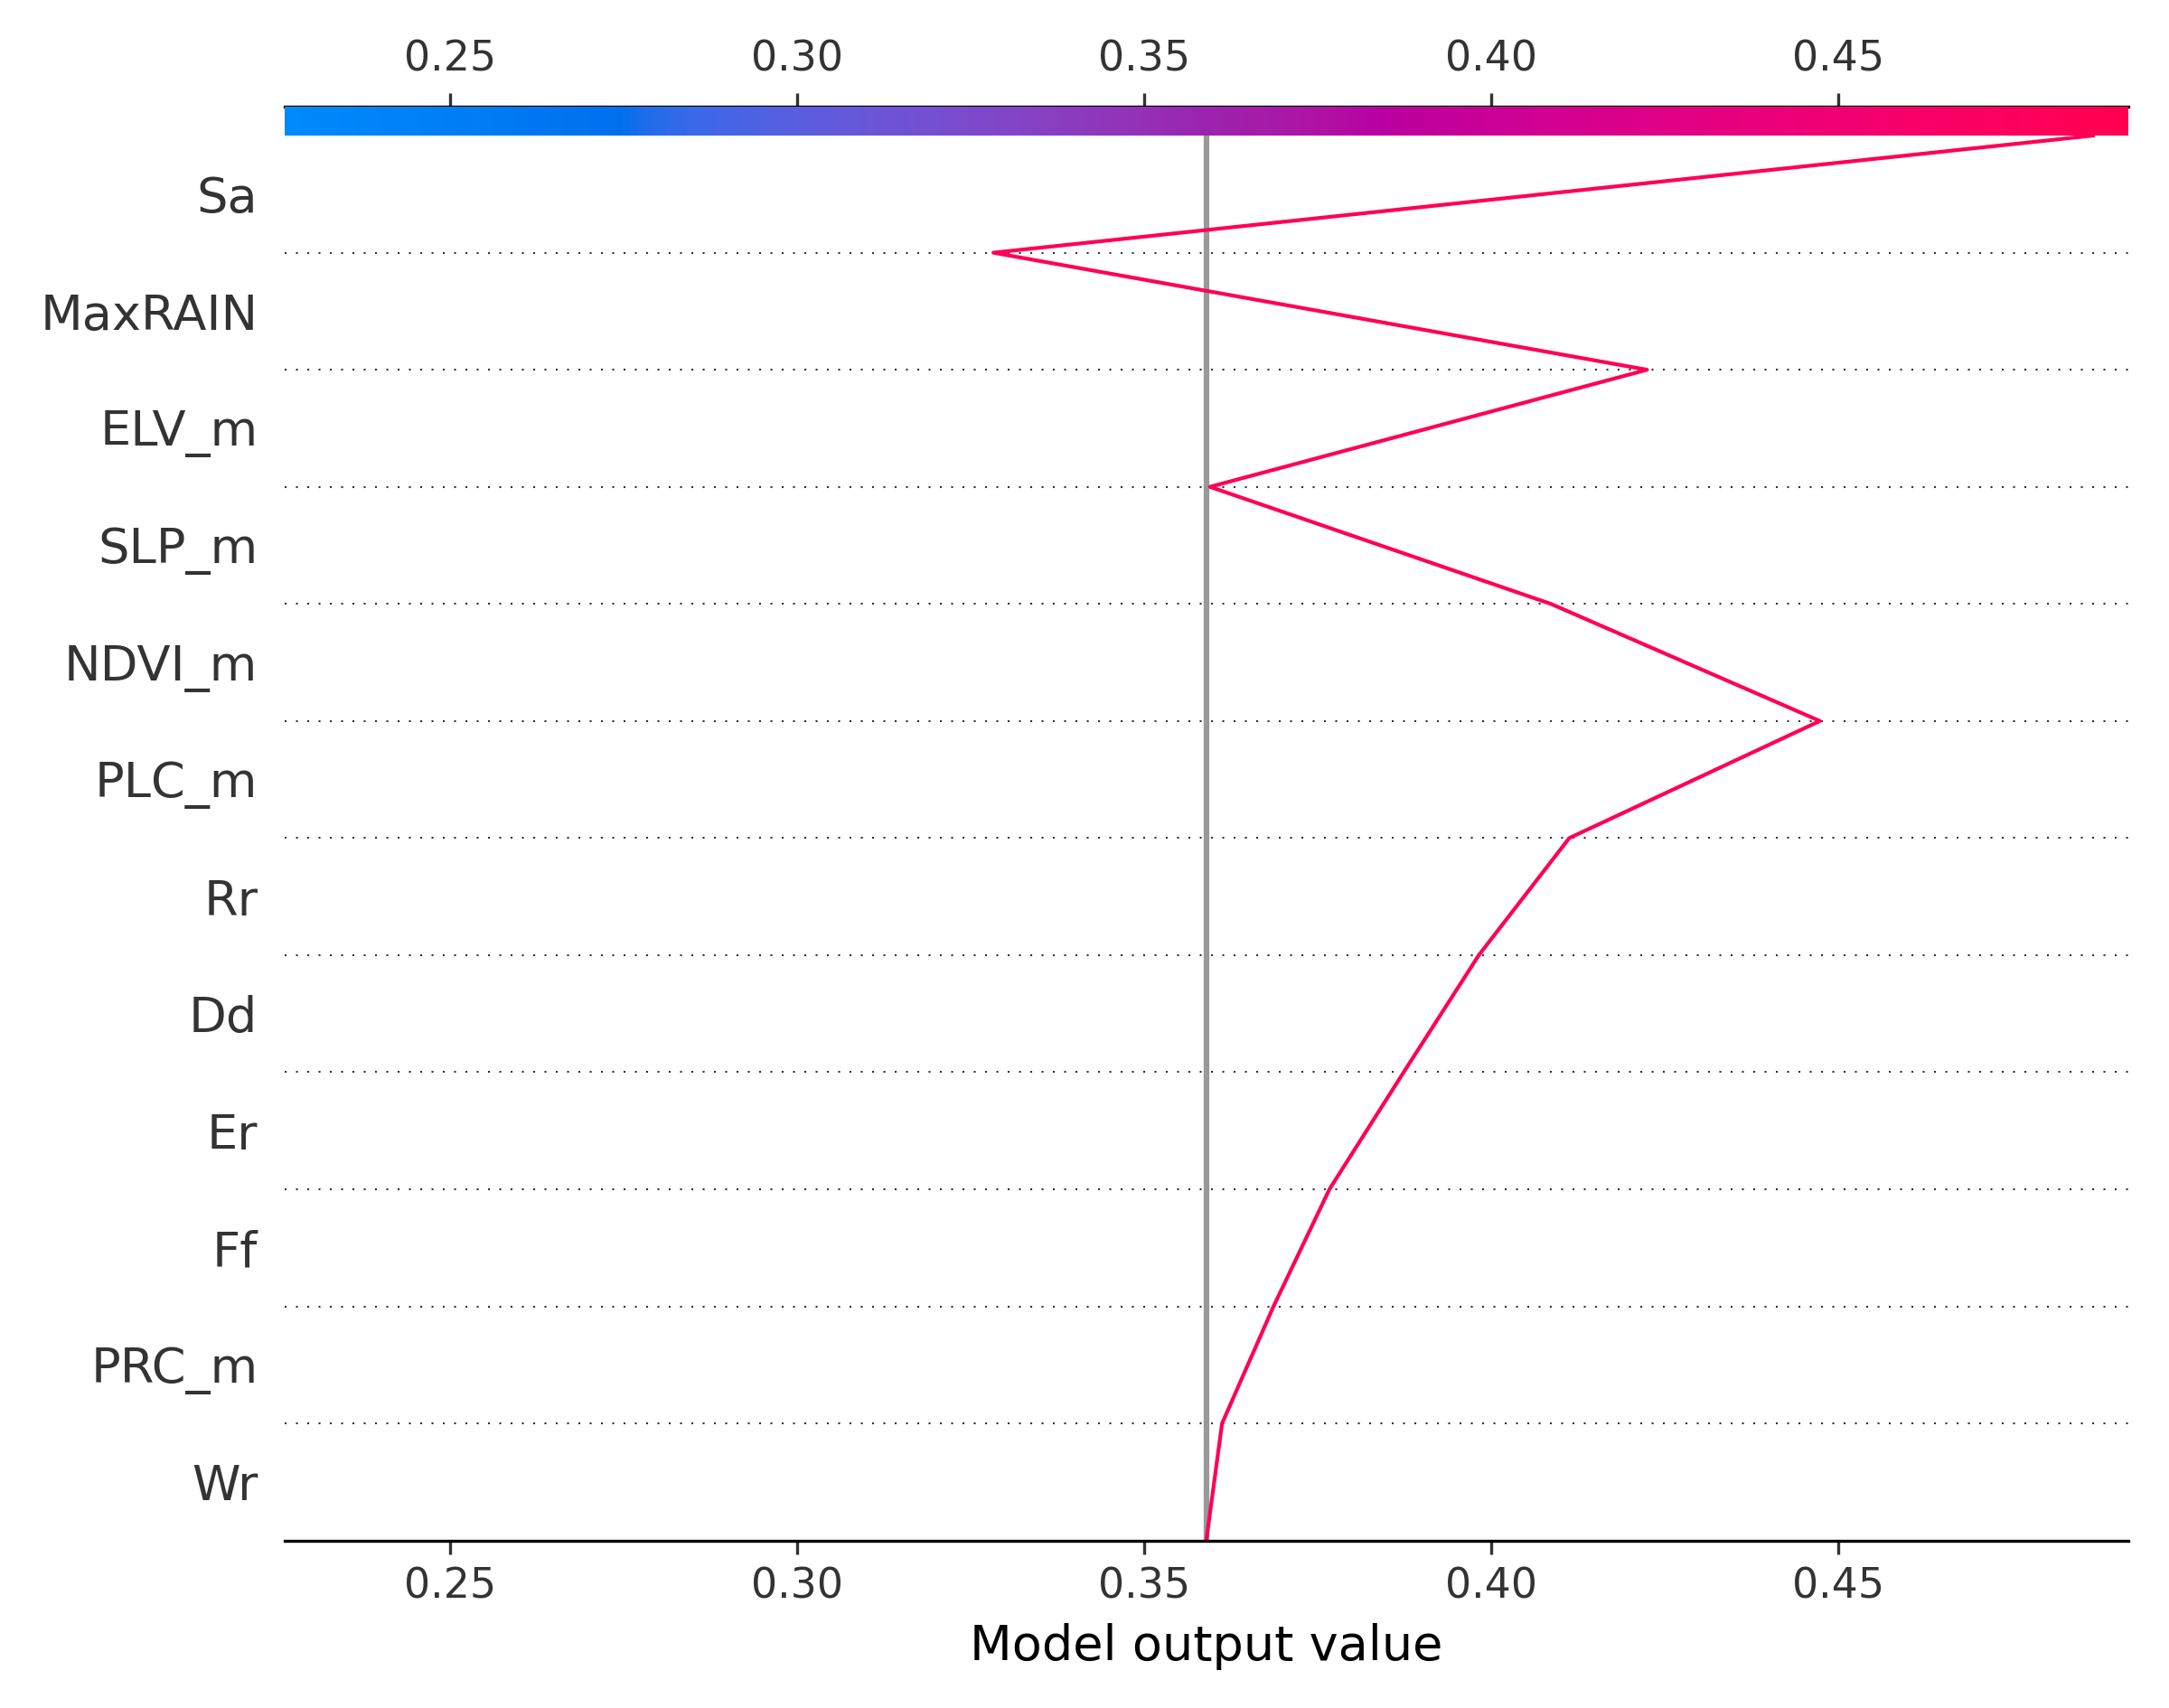 0.25 0.30 0.35 0.40 0.45
Sa
MaxRAIN
ELV_m
SLP_m
NDVI_m
PLC_m
Rr
Dd
Er
Ff
PRC_m
Wr
0.25 0.30 0.35 0.40 0.45
Model output value